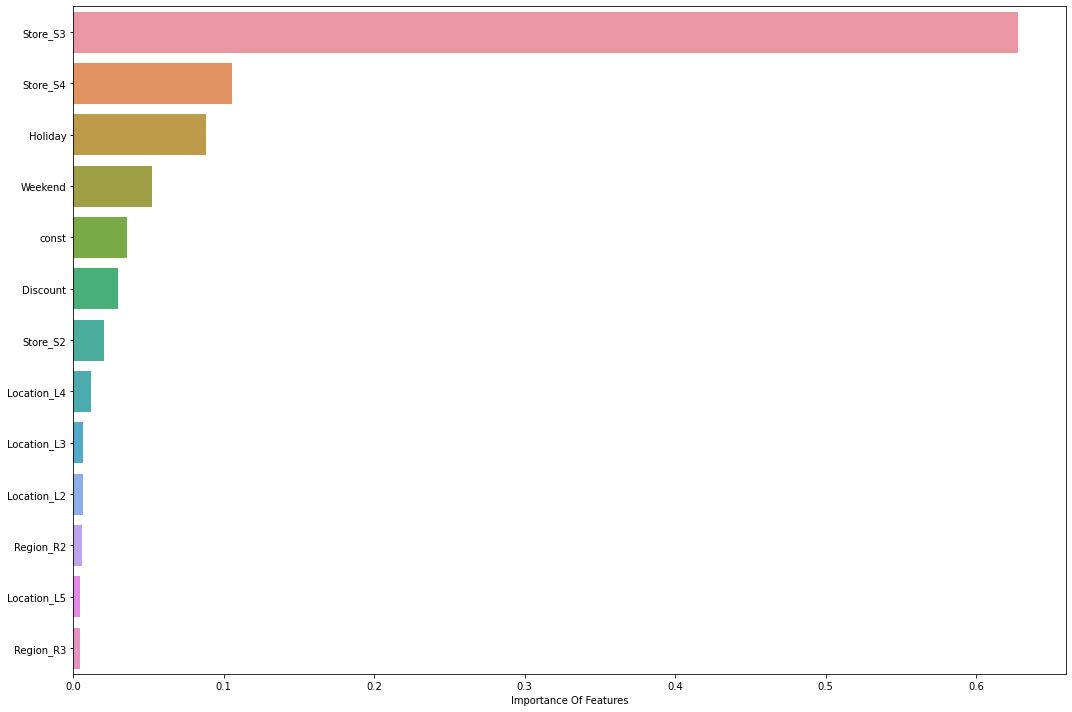 Store_S3
Store_S4
Holiday
Weekend
const
Discount
Store_S2
Location_L4
Location_L3
Location_L2
Region_R2
Location_L5
Region_R3
0.0 0.1 0.2 0.3 0.4 0.5 0.6
Importance Of Features